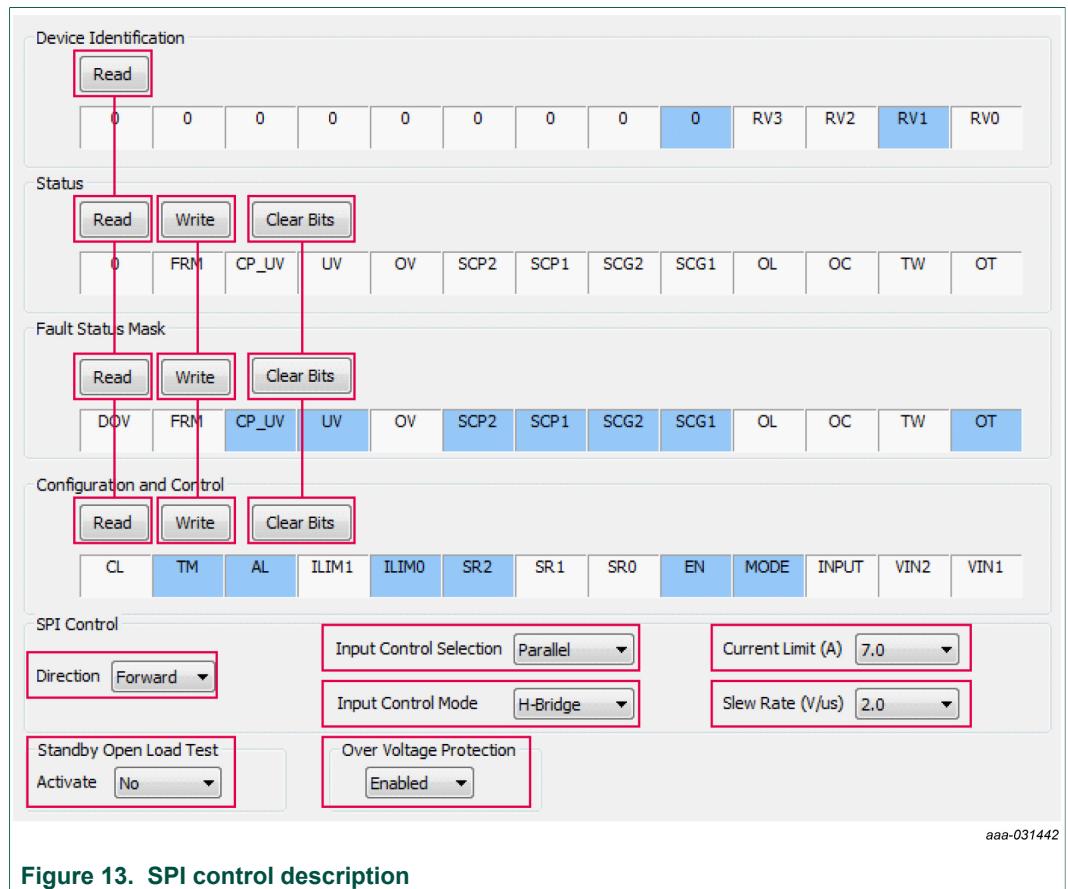 Device Identification
Read
0 0 0 0 0 0 0 0 0 RV3 RV2 RV1 RV0
Status
Read Write Clear Bits
0 FRM CP_UV UV OV SCP2 SCP1 SCG2 SCG1 OL OC TW OT
Fault Status Mask
Read Write Clear Bits
DOV FRM CP_UV UV OV SCP2 SCP1 SCG2 SCG1 OL OC TW OT
Configuration and Control
Read Write Clear Bits
CL TM AL ILIM1 ILIM0 SR2 SR1 SR0 EN MODE INPUT VIN2 VIN1
SPI Control
Input Control Selection Parallel Current Limit (A) 7.0
Direction Forward
Input Control Mode H-Bridge Slew Rate (V/us) 2.0
Standby Open Load Test Over Voltage Protection
Activate No Enabled
aaa-031442
Figure 13. SPI control description